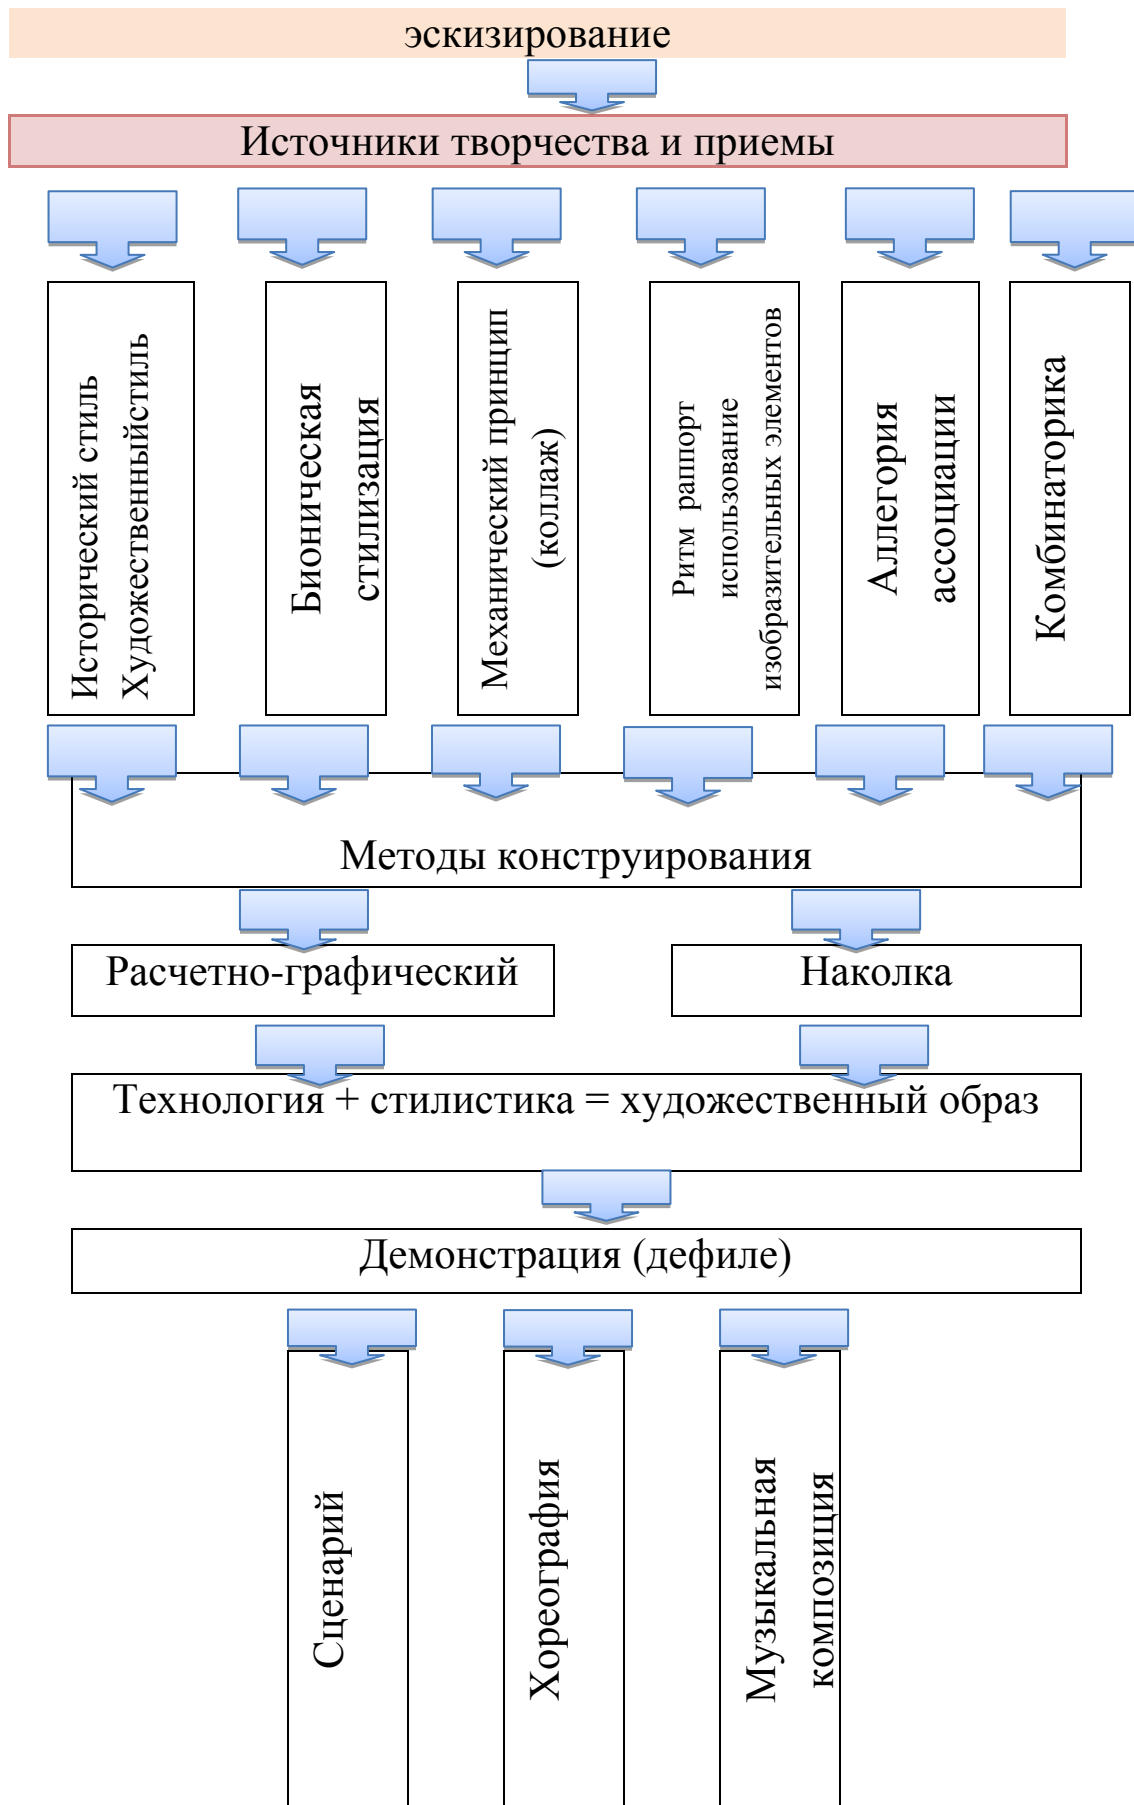 эскизирование
Источники творчества и приемы
Исторический стиль
Художественныйстиль
Бионическая
стилизация
Механический принцип
(коллаж)
Ритм раппорт
использование
изобразительных элементов
Аллегория
ассоциации
Комбинаторика
Методы конструирования
Расчетно-графический
Наколка
Технология + стилистика = художественный образ
Демонстрация (дефиле)
Сценарий
Хореография
Музыкальная
композиция